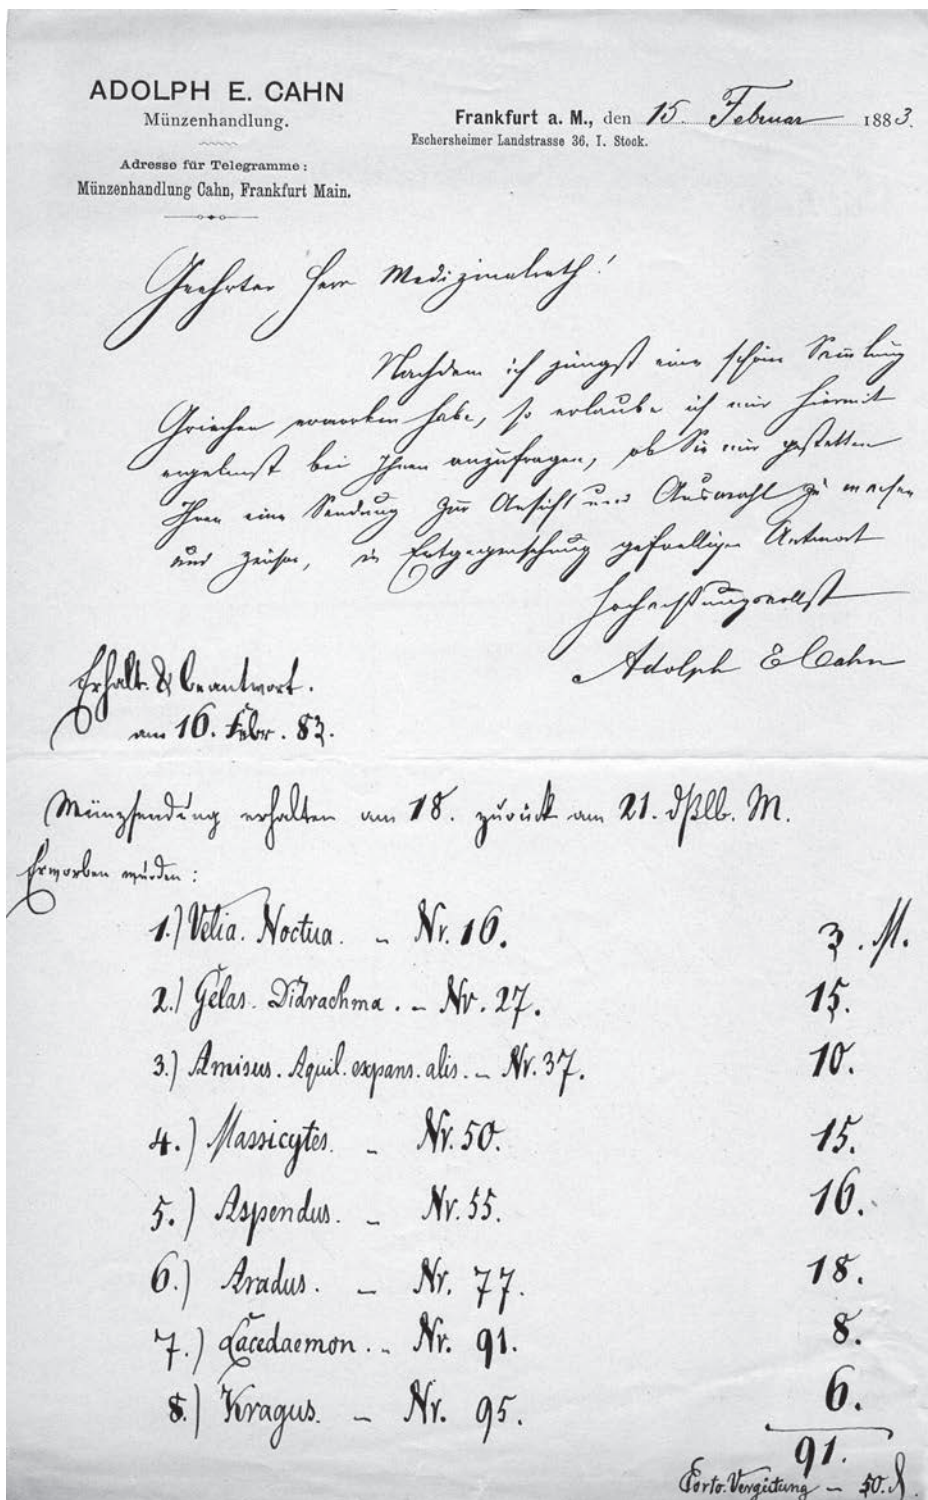 ADOLPH E. CAHN
Münzenhandlung.
Adresse für Telegramme:
Münzenhandlung Cahn, Frankfurt Main.
Frankfurt a. M., den 15. Februar 1883.
Eschersheimer Landstrasse 36, I. Stock.
Geehrter Herr Medizinalrath!
Nachdem ich jüngst eine schöne Sammlung
Griechen erworben habe, so erlaube ich mir hiermit
ergebenst bei Ihnen anzufragen, ob Sie mir gestatten
Ihnen eine Sendung zur Ansicht und Auswahl zu machen
und zeichne, in Entgegensehung gefälliger Antwort
Hochachtungsvollst
Adolph E Cahn
Erhalt. & beantwort.
am 16. Febr. 83.
Münzsendung erhalten am 18. zurück am 21. dßlb. M.
Erworben wurden:
1.) Velia. Noctua. – Nr. 16. 3. M.
2.) Gelas. Didrachma. – Nr. 27. 15.
3.) Amisus. Aquil. expans. alis. – Nr. 37. 10.
4.) Massicytes. – Nr. 50. 15.
5.) Aspendus. – Nr. 55. 16.
6.) Aradus. – Nr. 77. 18.
7.) Lacedaemon. – Nr. 91. 8.
8.) Kragus. – Nr. 95. 6.
91.
Porto-Vergütung – 50. ₰.